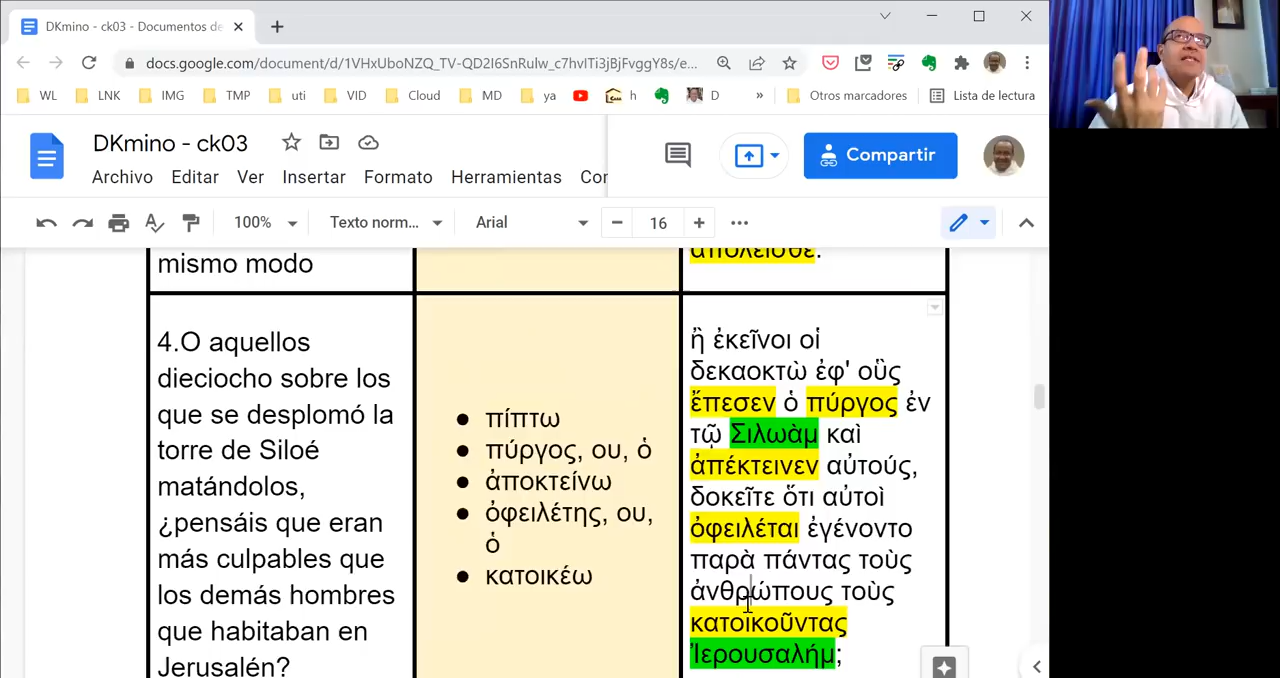 DKmino - ck03 - Documentos de
docs.google.com/document/d/1VHxUboNZQ_TV-QD2I6SnRulw_c7hvITi3jBjFvggY8s/e...
WL LNK IMG TMP uti VID Cloud MD ya h D » Otros marcadores Lista de lectura
DKmino - ck03
Compartir
Archivo Editar Ver Insertar Formato Herramientas Cor
100% Texto norm... Arial 16
mismo modo
ἀπολεῖσθε.
4.O aquellos
dieciocho sobre los
que se desplomó la
torre de Siloé
matándolos,
¿pensáis que eran
más culpables que
los demás hombres
que habitaban en
Jerusalén?
πίπτω
πύργος, ου, ὁ
ἀποκτείνω
ὀφειλέτης, ου,
ὁ
κατοικέω
ἢ ἐκεῖνοι οἱ
δεκαοκτὼ ἐφ' οὓς
ἔπεσεν ὁ πύργος ἐν
τῷ Σιλωὰμ καὶ
ἀπέκτεινεν αὐτούς,
δοκεῖτε ὅτι αὐτοὶ
ὀφειλέται ἐγένοντο
παρὰ πάντας τοὺς
ἀνθρώπους τοὺς
κατοικοῦντας
Ἰερουσαλήμ;